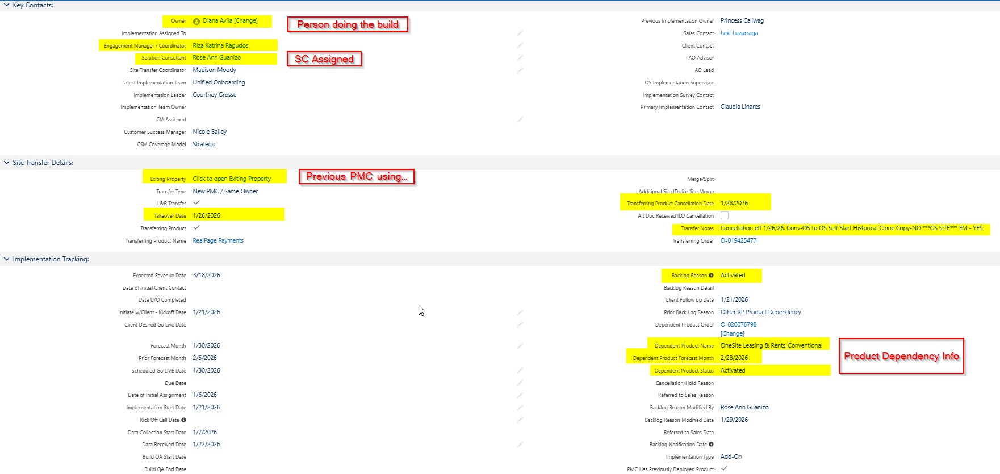 Key Contacts:
Owner Diana Avila [Change]
Person doing the build
Previous Implementation Owner Princess Caliwag
Implementation Assigned To
Sales Contact Lexi Luzarraga
Engagement Manager / Coordinator Riza Katrina Ragudos
Client Contact
Solution Consultant Rose Ann Guanizo
SC Assigned
AO Advisor
Site Transfer Coordinator Madison Moody
AO Lead
Latest Implementation Team Unified Onboarding
OS Implementation Supervisor
Implementation Leader Courtney Grosse
Implementation Survey Contact
Implementation Team Owner
Primary Implementation Contact Claudia Linares
CIA Assigned
Customer Success Manager Nicole Bailey
CSM Coverage Model Strategic
Site Transfer Details:
Exiting Property Click to open Exiting Property
Previous PMC using...
Merge/Split
Transfer Type New PMC / Same Owner
Additional Site IDs for Site Merge
L&R Transfer
Transferring Product Cancellation Date 1/28/2026
Takeover Date 1/26/2026
Alt Doc Received ILO Cancellation
Transferring Product
Transfer Notes Cancellation eff 1/26/26. Conv-OS to OS Self Start Historical Clone Copy-NO ***GS SITE*** EM - YES
Transferring Product Name RealPage Payments
Transferring Order O-019425477
Implementation Tracking:
Expected Revenue Date 3/18/2026
Backlog Reason Activated
Date of Initial Client Contact
Backlog Reason Detail
Date U/O Completed
Client Follow up Date 1/21/2026
Initiate w/Client - Kickoff Date 1/21/2026
Prior Back Log Reason Other RP Product Dependency
Client Desired Go Live Date
Dependent Product Order O-020076798
[Change]
Forecast Month 1/30/2026
Dependent Product Name OneSite Leasing & Rents-Conventional
Prior Forecast Month 2/5/2026
Dependent Product Forecast Month 2/28/2026
Product Dependency Info
Scheduled Go LIVE Date 1/30/2026
Dependent Product Status Activated
Due Date
Cancellation/Hold Reason
Date of Initial Assignment 1/6/2026
Referred to Sales Reason
Implementation Start Date 1/21/2026
Backlog Reason Modified By Rose Ann Guanizo
Kick Off Call Date
Backlog Reason Modified Date 1/29/2026
Data Collection Start Date 1/7/2026
Referred to Sales Date
Data Received Date 1/22/2026
Backlog Notification Date
Build QA Start Date
Implementation Type Add-On
Build QA End Date
PMC Has Previously Deployed Product